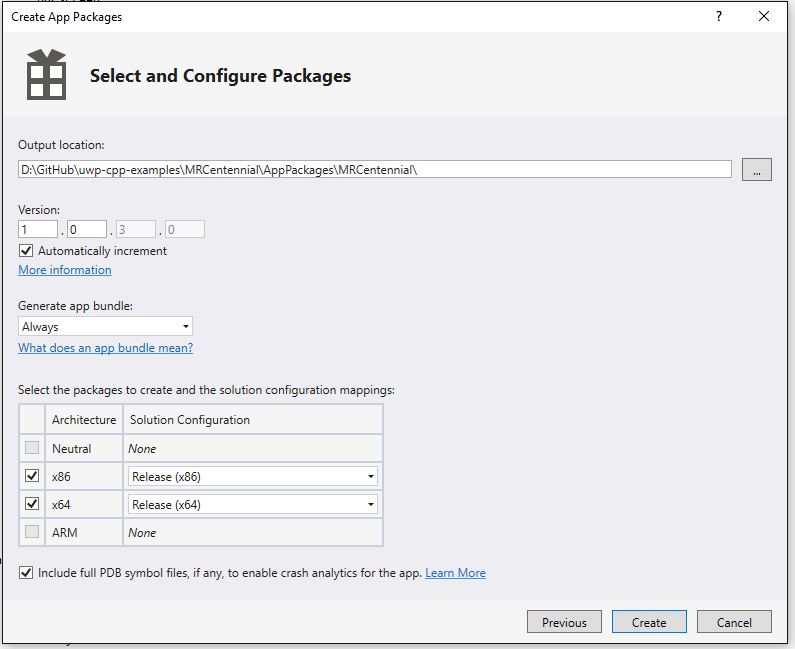 Create App Packages
?
Select and Configure Packages
Output location:
D:\GitHub\uwp-cpp-examples\MRCentennial\AppPackages\MRCentennial\
...
Version:
1 . 0 . 3 . 0
Automatically increment
More information
Generate app bundle:
Always
What does an app bundle mean?
Select the packages to create and the solution configuration mappings:
Architecture Solution Configuration
Neutral None
x86 Release (x86)
x64 Release (x64)
ARM None
Include full PDB symbol files, if any, to enable crash analytics for the app. Learn More
Previous Create Cancel